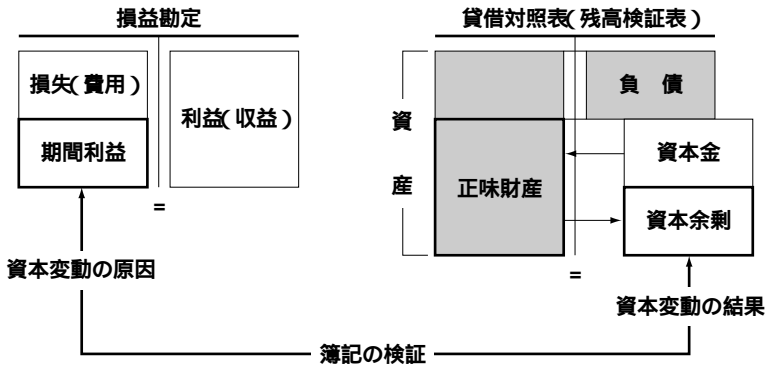 損益勘定
損失(費用)
利益(収益)
期間利益
=
資本変動の原因
貸借対照表(残高検証表)
資産
負 債
正味財産
資本金
資本余剰
=
資本変動の結果
簿記の検証